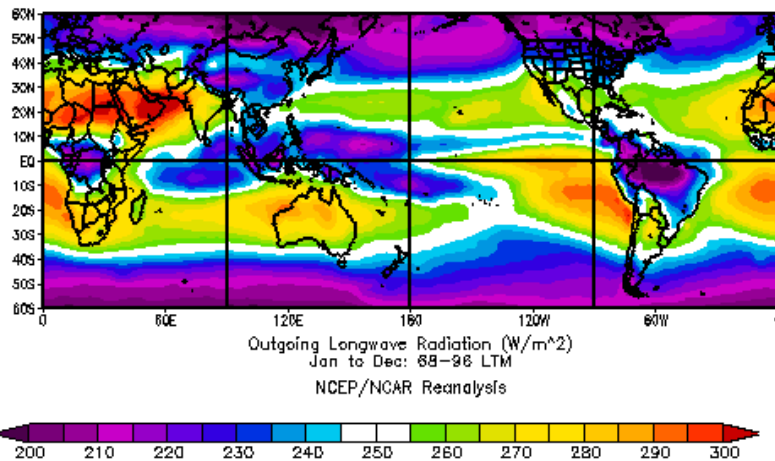 60N
50N
40N
30N
20N
10N
EQ
10S
20S
30S
40S
50S
60S
0 60E 120E 180 120W 60W
Outgoing Longwave Radiation (W/m^2)
Jan to Dec: 68-96 LTM
NCEP/NCAR Reanalysis
200 210 220 230 240 250 260 270 280 290 300